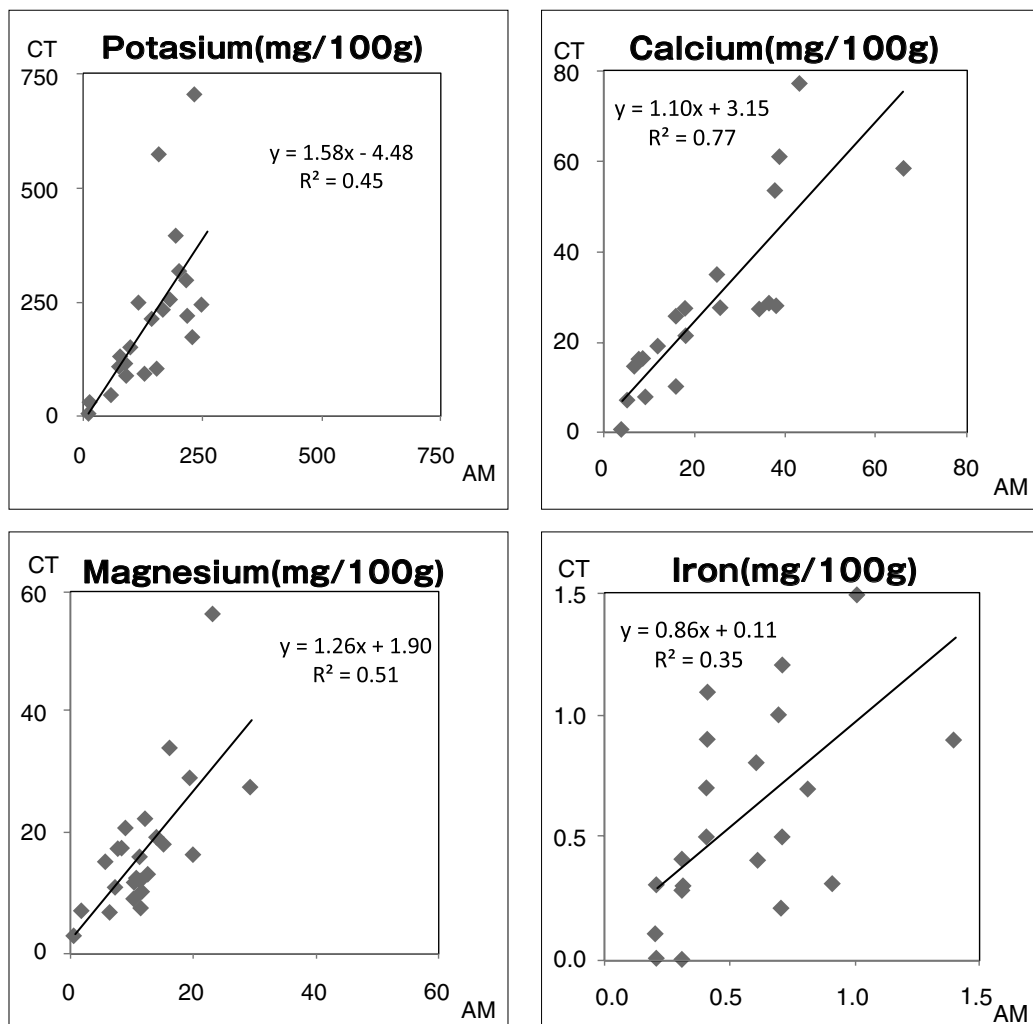 CT
Potasium(mg/100g)
750
500
250
0
y = 1.58x - 4.48
R² = 0.45
0 250 500 750
AM
CT
Calcium(mg/100g)
80
60
40
20
0
y = 1.10x + 3.15
R² = 0.77
0 20 40 60 80
AM
CT
Magnesium(mg/100g)
60
40
20
0
y = 1.26x + 1.90
R² = 0.51
0 20 40 60
AM
CT
Iron(mg/100g)
1.5
1.0
0.5
0.0
y = 0.86x + 0.11
R² = 0.35
0.0 0.5 1.0 1.5
AM